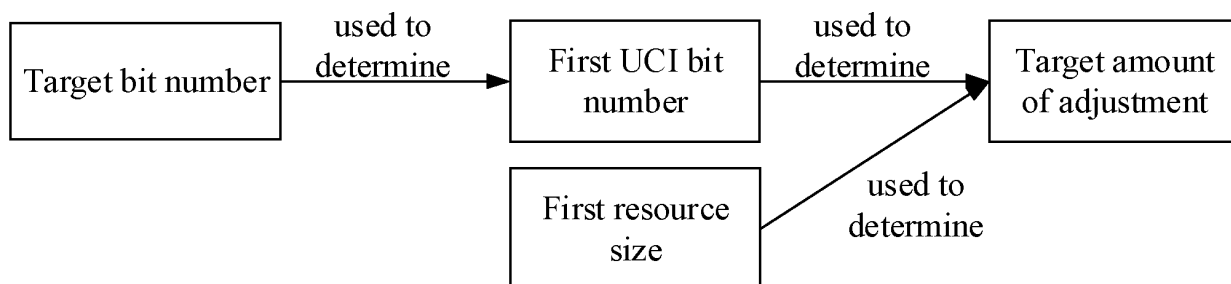 Target bit number
used to
determine
First UCI bit
number
used to
determine
Target amount
of adjustment
First resource
size
used to
determine